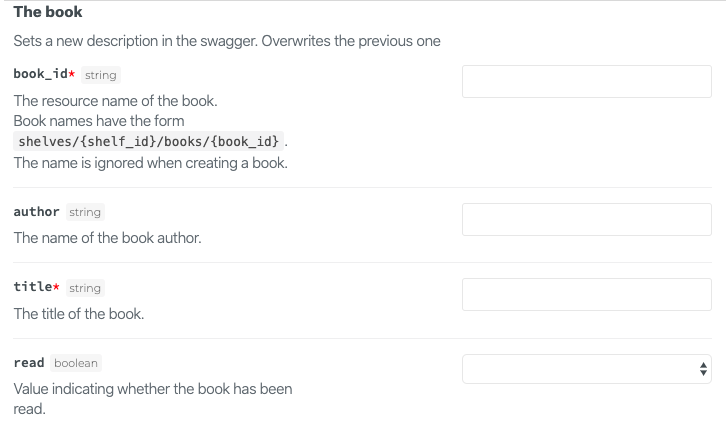 The book
Sets a new description in the swagger. Overwrites the previous one
book_id* string
The resource name of the book.
Book names have the form
shelves/{shelf_id}/books/{book_id} .
The name is ignored when creating a book.
author string
The name of the book author.
title* string
The title of the book.
read boolean
Value indicating whether the book has been
read.